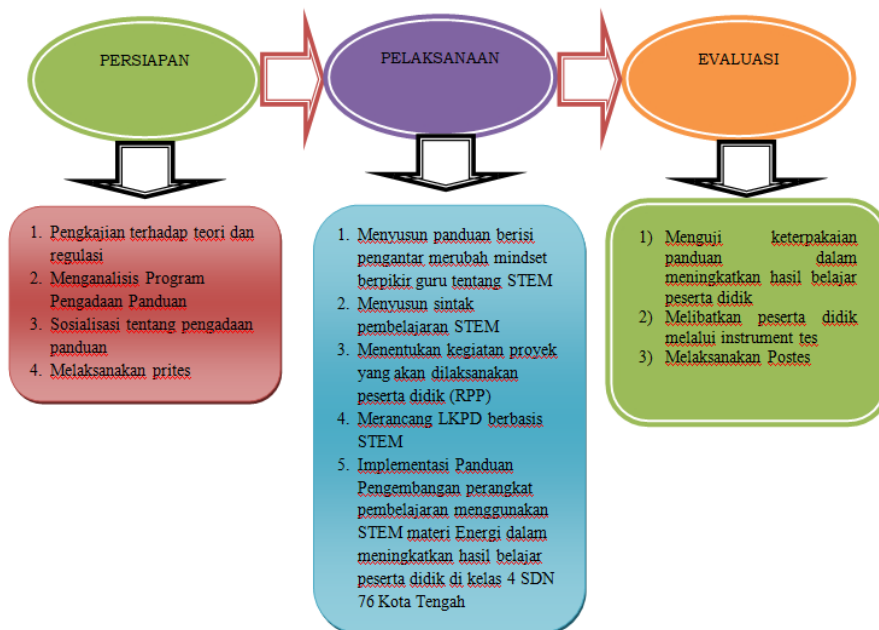 PERSIAPAN
PELAKSANAAN
EVALUASI
1. Pengkajian terhadap teori dan
regulasi
2. Menganalisis Program
Pengadaan Panduan
3. Sosialisasi tentang pengadaan
panduan
4. Melaksanakan prites
1. Menyusun panduan berisi
pengantar merubah mindset
berpikir guru tentang STEM
2. Menyusun sintak
pembelajaran STEM
3. Menentukan kegiatan proyek
yang akan dilaksanakan
peserta didik (RPP)
4. Merancang LKPD berbasis
STEM
5. Implementasi Panduan
Pengembangan perangkat
pembelajaran menggunakan
STEM materi Energi dalam
meningkatkan hasil belajar
peserta didik di kelas 4 SDN
76 Kota Tengah
1) Menguji keterpakaian
panduan dalam
meningkatkan hasil belajar
peserta didik
2) Melibatkan peserta didik
melalui instrument tes
3) Melaksanakan Postes